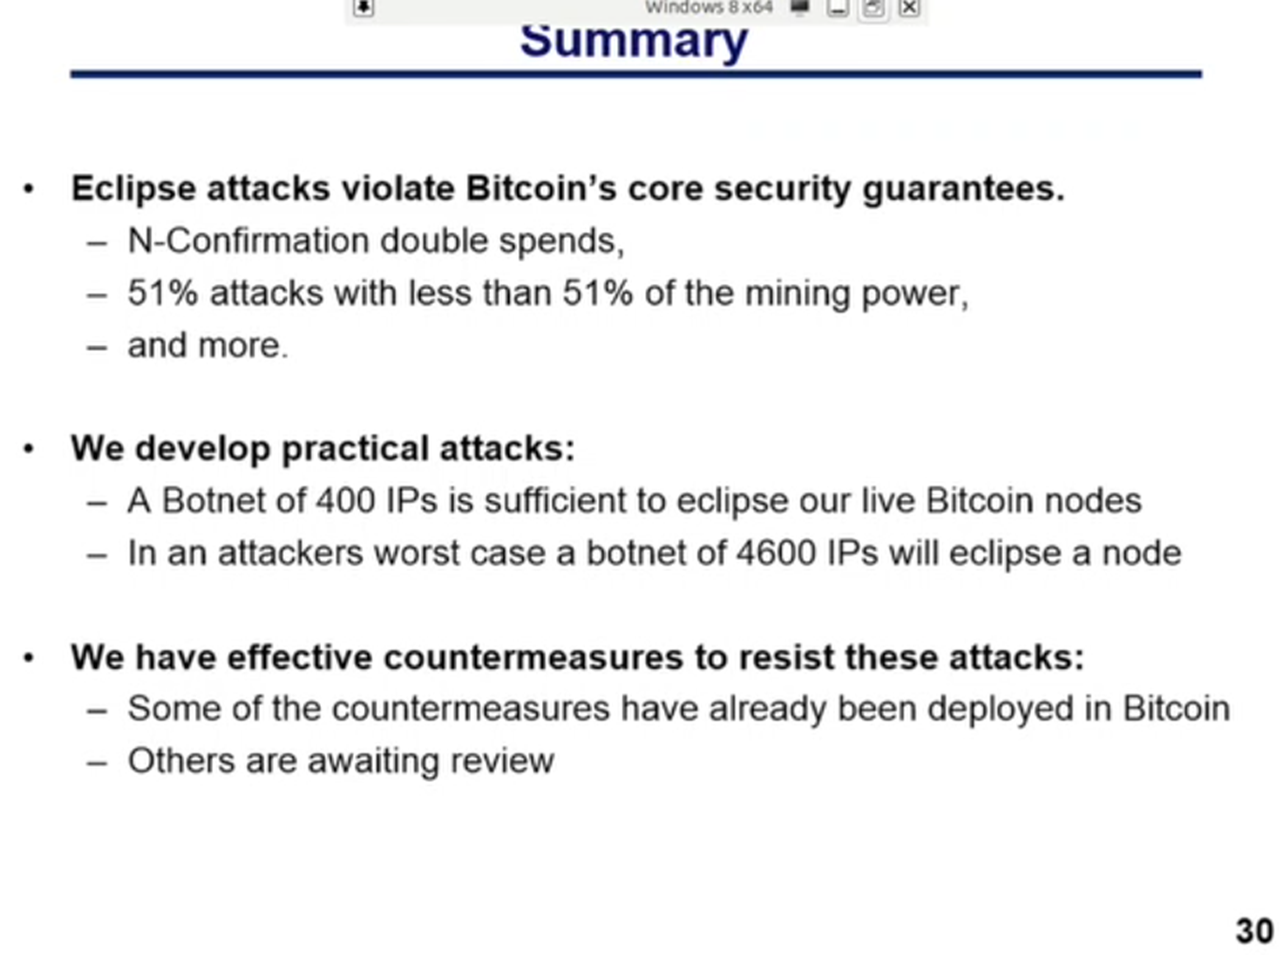 Windows 8 x64
Summary
• Eclipse attacks violate Bitcoin’s core security guarantees.
– N-Confirmation double spends,
– 51% attacks with less than 51% of the mining power,
– and more.
• We develop practical attacks:
– A Botnet of 400 IPs is sufficient to eclipse our live Bitcoin nodes
– In an attackers worst case a botnet of 4600 IPs will eclipse a node
• We have effective countermeasures to resist these attacks:
– Some of the countermeasures have already been deployed in Bitcoin
– Others are awaiting review
30